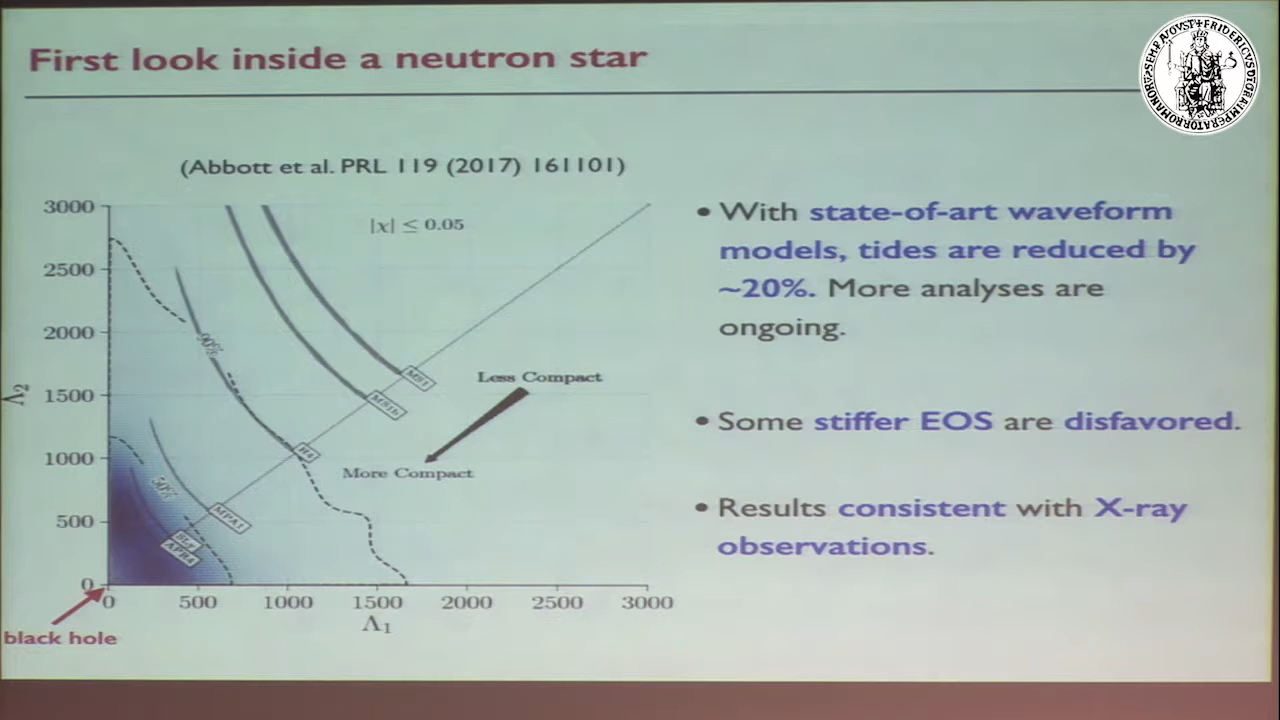 First look inside a neutron star
(Abbott et al. PRL 119 (2017) 161101)
3000
2500
2000
1500
1000
500
0
Λ2
|χ| ≤ 0.05
90%
50%
MS1
MS1b
H4
MPA1
SLy
APR4
Less Compact
More Compact
0 500 1000 1500 2000 2500 3000
Λ1
black hole
• With state-of-art waveform
models, tides are reduced by
~20%. More analyses are
ongoing.
• Some stiffer EOS are disfavored.
• Results consistent with X-ray
observations.